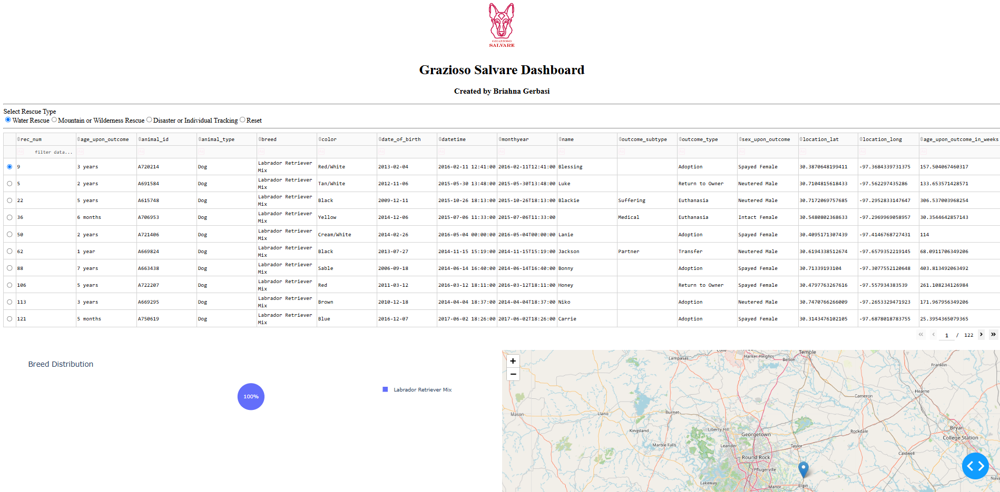 GRAZIOSO
SALVARE
Grazioso Salvare Dashboard
Created by Briahna Gerbasi
Select Rescue Type
Water Rescue Mountain or Wilderness Rescue Disaster or Individual Tracking Reset
rec_num age_upon_outcome animal_id animal_type breed color date_of_birth datetime monthyear name outcome_subtype outcome_type sex_upon_outcome location_lat location_long age_upon_outcome_in_weeks
filter data...
9 3 years A720214 Dog Labrador Retriever Mix Red/White 2013-02-04 2016-02-11 12:41:00 2016-02-11T12:41:00 Blessing Adoption Spayed Female 30.3870648199411 -97.3684339731375 157.504067460317
5 2 years A691584 Dog Labrador Retriever Mix Tan/White 2012-11-06 2015-05-30 13:48:00 2015-05-30T13:48:00 Luke Return to Owner Neutered Male 30.7104815618433 -97.562297435286 133.653571428571
22 5 years A615748 Dog Labrador Retriever Mix Black 2009-12-11 2015-10-26 18:13:00 2015-10-26T18:13:00 Blackie Suffering Euthanasia Neutered Male 30.7172069757685 -97.2952833147647 306.537003968254
36 6 months A706953 Dog Labrador Retriever Mix Yellow 2014-12-06 2015-07-06 11:33:00 2015-07-06T11:33:00 Medical Euthanasia Intact Female 30.5480802368633 -97.2969969058957 30.3544642857143
50 2 years A721406 Dog Labrador Retriever Mix Cream/White 2014-02-26 2016-05-04 00:00:00 2016-05-04T00:00:00 Lanie Adoption Spayed Female 30.4095171307439 -97.4146768727431 114
62 1 year A669824 Dog Labrador Retriever Mix Black 2013-07-27 2014-11-15 15:19:00 2014-11-15T15:19:00 Jackson Partner Transfer Neutered Male 30.6194338512674 -97.6579352219145 68.0911706349206
88 7 years A663438 Dog Labrador Retriever Mix Sable 2006-09-18 2014-06-14 16:40:00 2014-06-14T16:40:00 Bonny Adoption Spayed Female 30.71339193104 -97.3077552120648 403.813492063492
106 5 years A722207 Dog Labrador Retriever Mix Red 2011-03-12 2016-03-12 18:11:00 2016-03-12T18:11:00 Honey Return to Owner Spayed Female 30.4797763267616 -97.557934383539 261.108234126984
113 3 years A669295 Dog Labrador Retriever Mix Brown 2010-12-18 2014-04-04 18:37:00 2014-04-04T18:37:00 Niko Adoption Neutered Male 30.7470766266009 -97.2653329471923 171.967956349206
121 5 months A750619 Dog Labrador Retriever Mix Blue 2016-12-07 2017-06-02 18:26:00 2017-06-02T18:26:00 Carrie Adoption Spayed Female 30.3143476102105 -97.6878018783755 25.3954365079365
1 / 122
Breed Distribution
100%
Labrador Retriever Mix
+
−
Temple
Lampasas
Harker Heights
Belton
Franklin
Cameron
Hearne
Mason
Llano
Burnet
Kingsland
Liberty Hill
Georgetown
Rockdale
Bryan
College Station
Marble Falls
Leander
Taylor
Caldwell
Round Rock
Pflugerville
Lakeway
Manor
Elgin